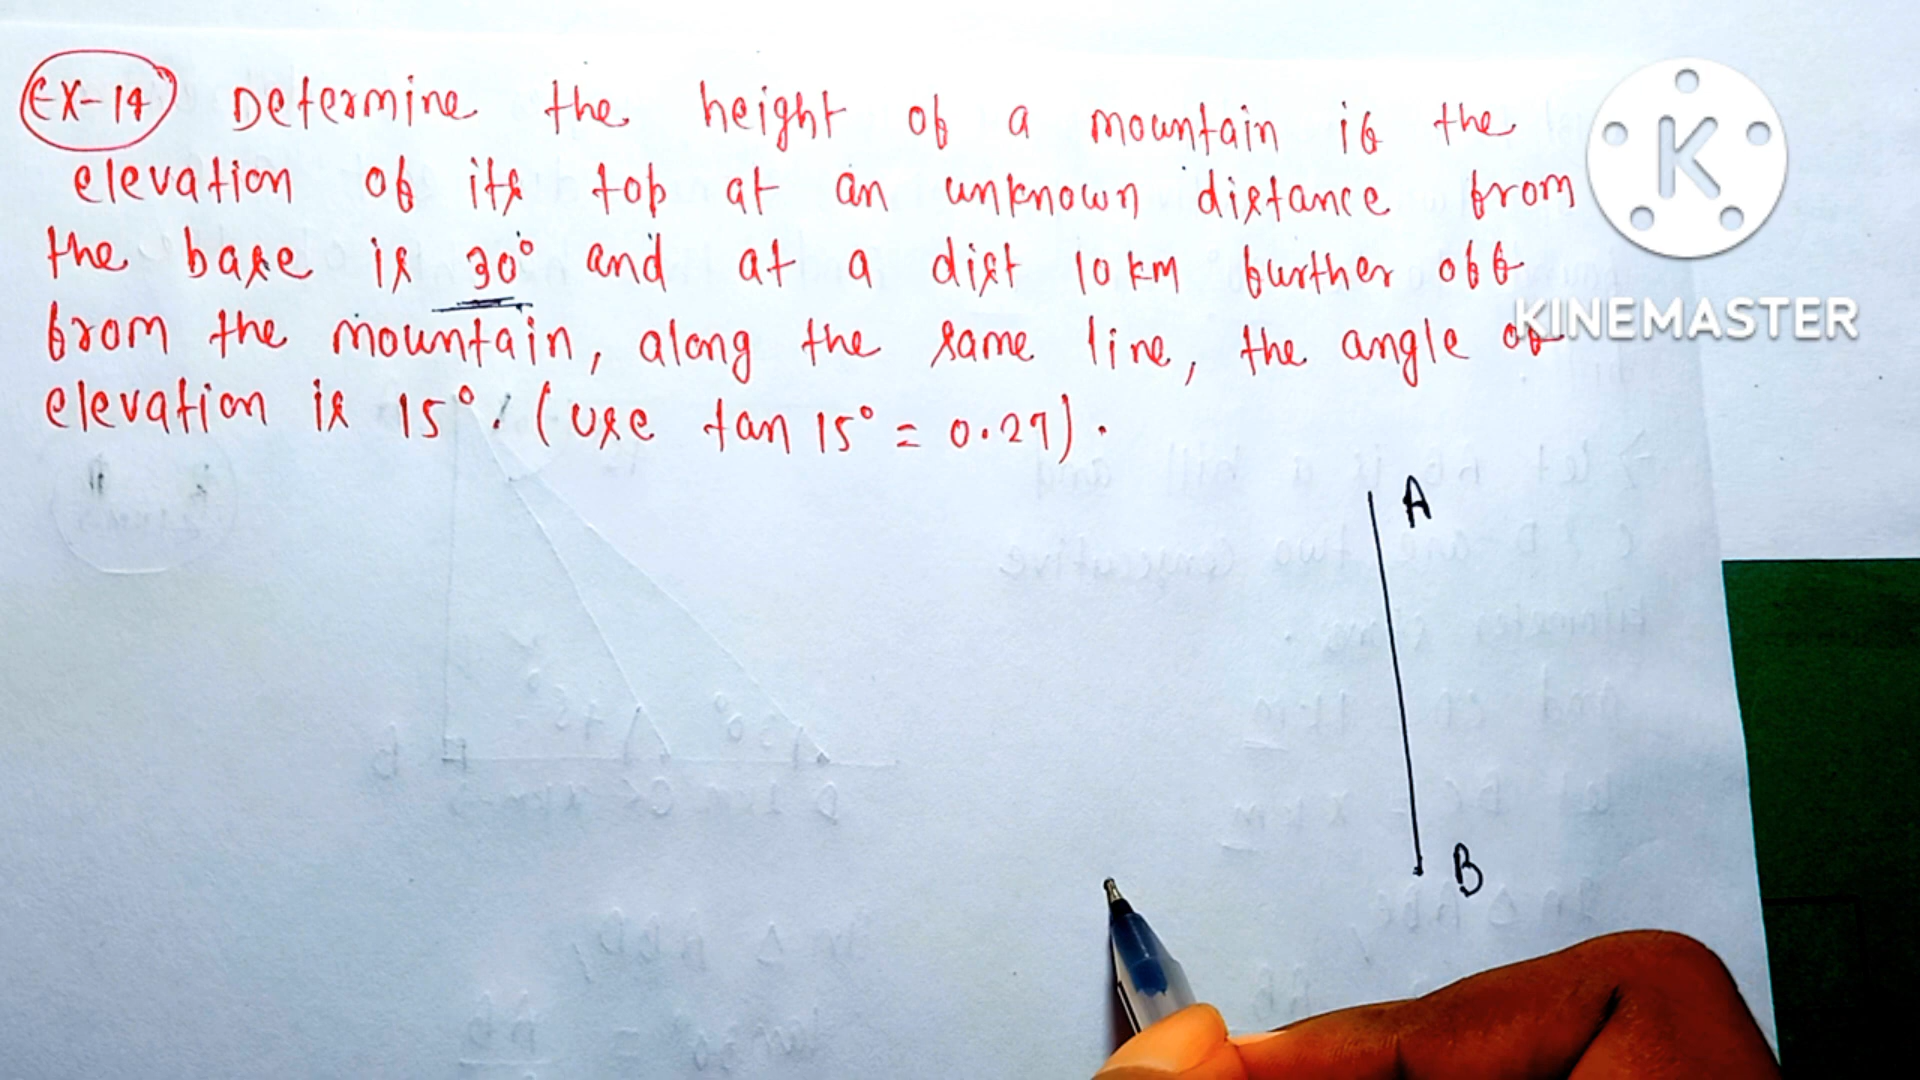 EX-14 Determine the height of a mountain if the
elevation of its top at an unknown distance from
the base is 30° and at a dist 10 km further off
from the mountain, along the same line, the angle of
elevation is 15°. (use tan 15° = 0.27).
K
KINEMASTER
A
B